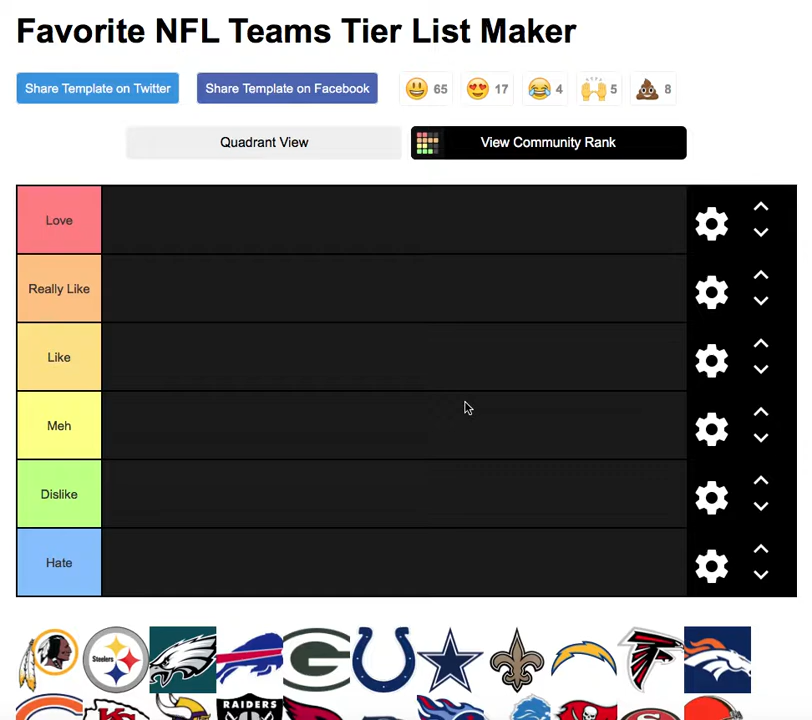 Favorite NFL Teams Tier List Maker
Share Template on Twitter
Share Template on Facebook
65
17
4
5
8
Quadrant View
View Community Rank
Love
Really Like
Like
Meh
Dislike
Hate
Steelers
RAIDERS